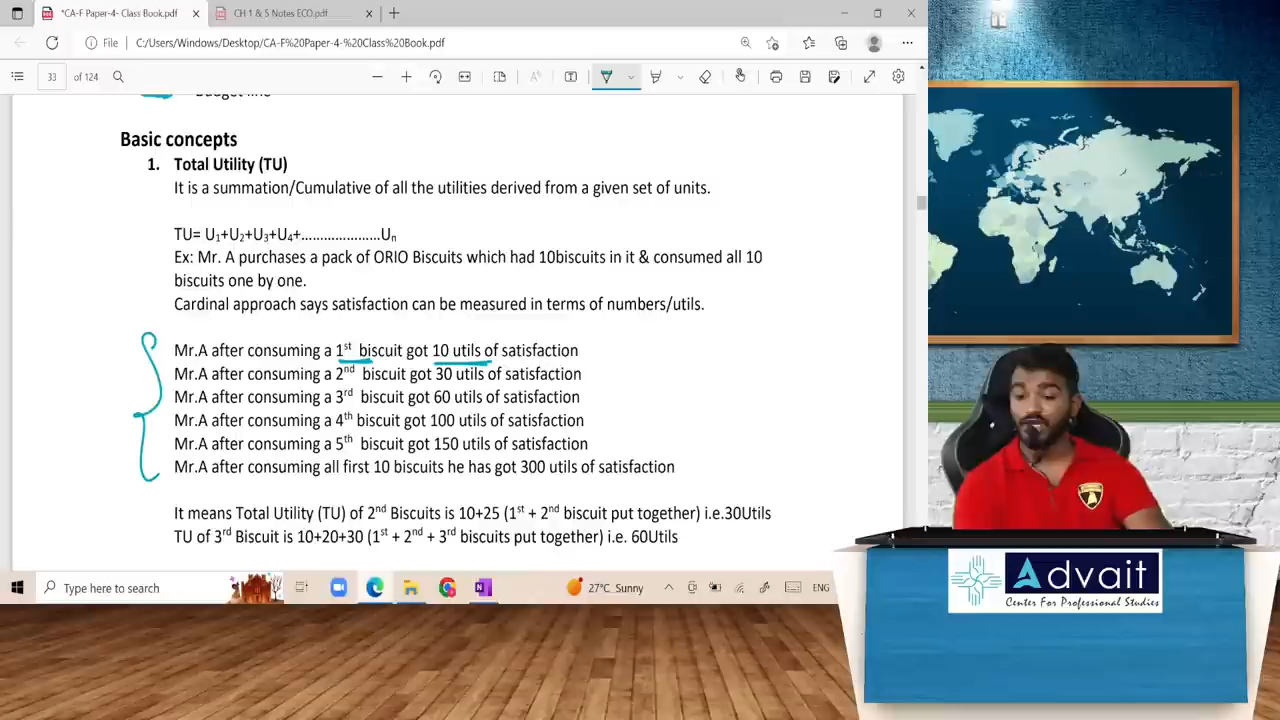 *CA-F Paper-4- Class Book.pdf
CH 1 & S Notes ECO.pdf
File
C:/Users/Windows/Desktop/CA-F%20Paper-4-%20Class%20Book.pdf
33 of 124
Budget line
Basic concepts
1. Total Utility (TU)
It is a summation/Cumulative of all the utilities derived from a given set of units.
TU= U1+U2+U3+U4+.....................Un
Ex: Mr. A purchases a pack of ORIO Biscuits which had 10biscuits in it & consumed all 10
biscuits one by one.
Cardinal approach says satisfaction can be measured in terms of numbers/utils.
Mr.A after consuming a 1st biscuit got 10 utils of satisfaction
Mr.A after consuming a 2nd biscuit got 30 utils of satisfaction
Mr.A after consuming a 3rd biscuit got 60 utils of satisfaction
Mr.A after consuming a 4th biscuit got 100 utils of satisfaction
Mr.A after consuming a 5th biscuit got 150 utils of satisfaction
Mr.A after consuming all first 10 biscuits he has got 300 utils of satisfaction
It means Total Utility (TU) of 2nd Biscuits is 10+25 (1st + 2nd biscuit put together) i.e.30Utils
TU of 3rd Biscuit is 10+20+30 (1st + 2nd + 3rd biscuits put together) i.e. 60Utils
Type here to search
27°C Sunny
ENG
Advait
Center For Professional Studies